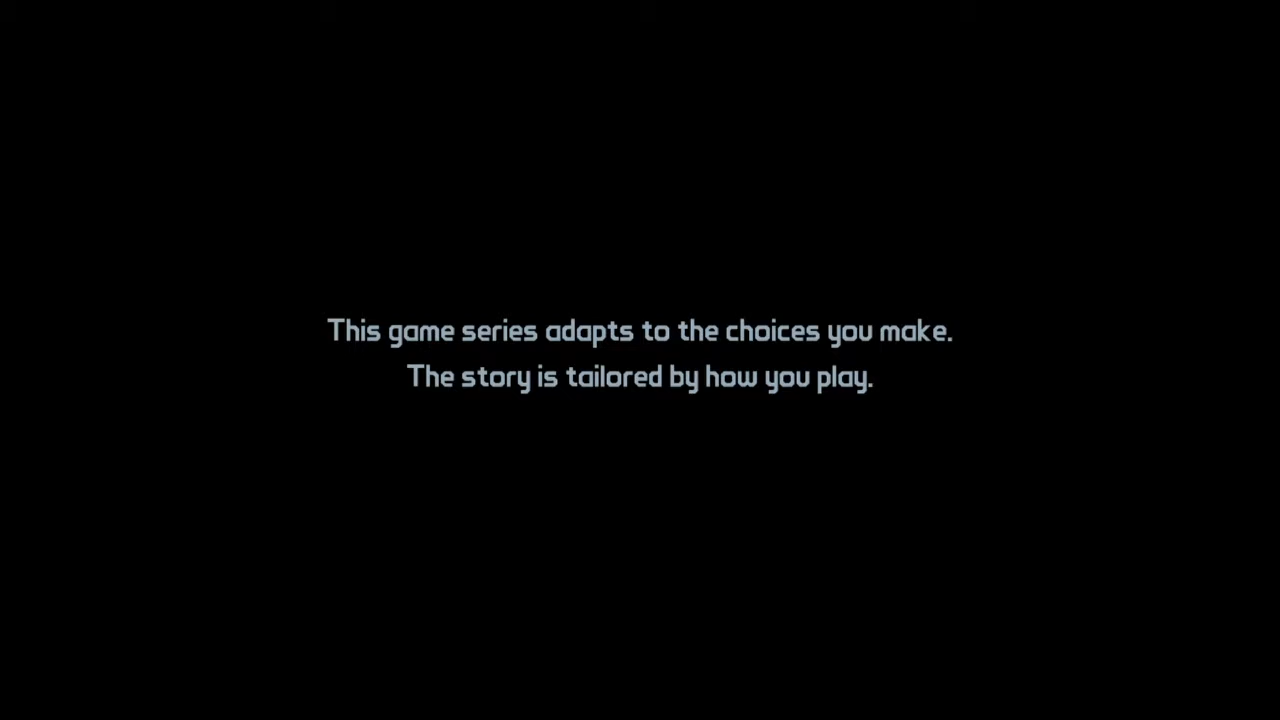 This game series adapts to the choices you make.
The story is tailored by how you play.